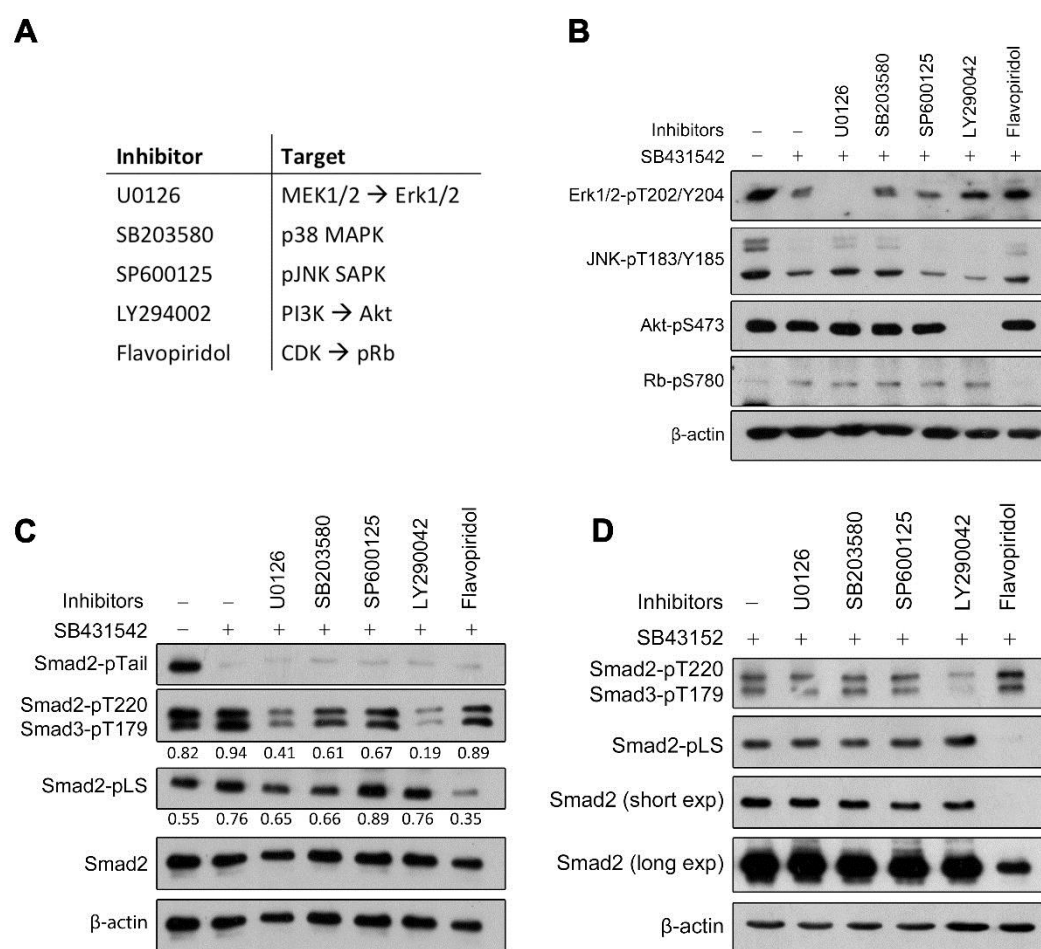 A
Inhibitor Target
U0126 MEK1/2 → Erk1/2
SB203580 p38 MAPK
SP600125 pJNK SAPK
LY294002 PI3K → Akt
Flavopiridol CDK → pRb
B
U0126 SB203580 SP600125 LY290042 Flavopiridol
Inhibitors – –
SB431542 – + + + + + +
Erk1/2-pT202/Y204
JNK-pT183/Y185
Akt-pS473
Rb-pS780
β-actin
C
U0126 SB203580 SP600125 LY290042 Flavopiridol
Inhibitors – –
SB431542 – + + + + + +
Smad2-pTail
Smad2-pT220
Smad3-pT179
0.82 0.94 0.41 0.61 0.67 0.19 0.89
Smad2-pLS
0.55 0.76 0.65 0.66 0.89 0.76 0.35
Smad2
β-actin
D
U0126 SB203580 SP600125 LY290042 Flavopiridol
Inhibitors –
SB43152 + + + + + +
Smad2-pT220
Smad3-pT179
Smad2-pLS
Smad2 (short exp)
Smad2 (long exp)
β-actin